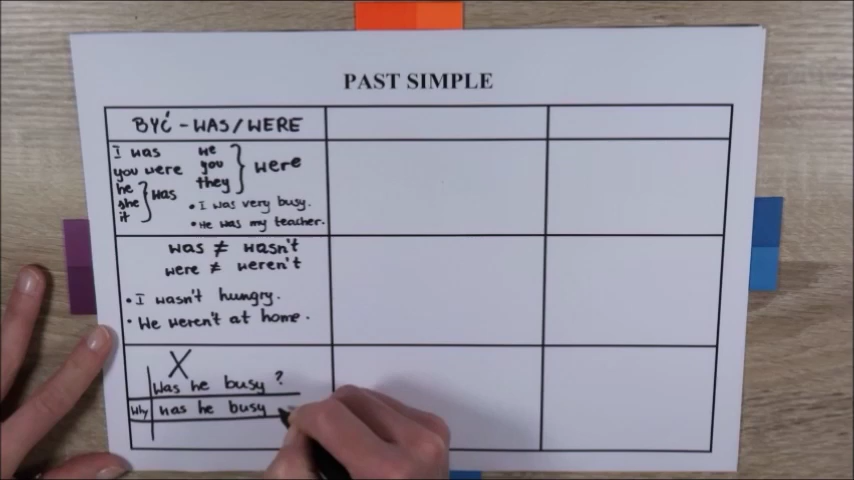 PAST SIMPLE
BYĆ - WAS/WERE
I was
you were
he
she
it
was
we
you
they
were
• I was very busy.
• He was my teacher.
was ≠ wasn't
were ≠ weren't
• I wasn't hungry.
• We weren't at home.
X
Was he busy ?
Why was he busy